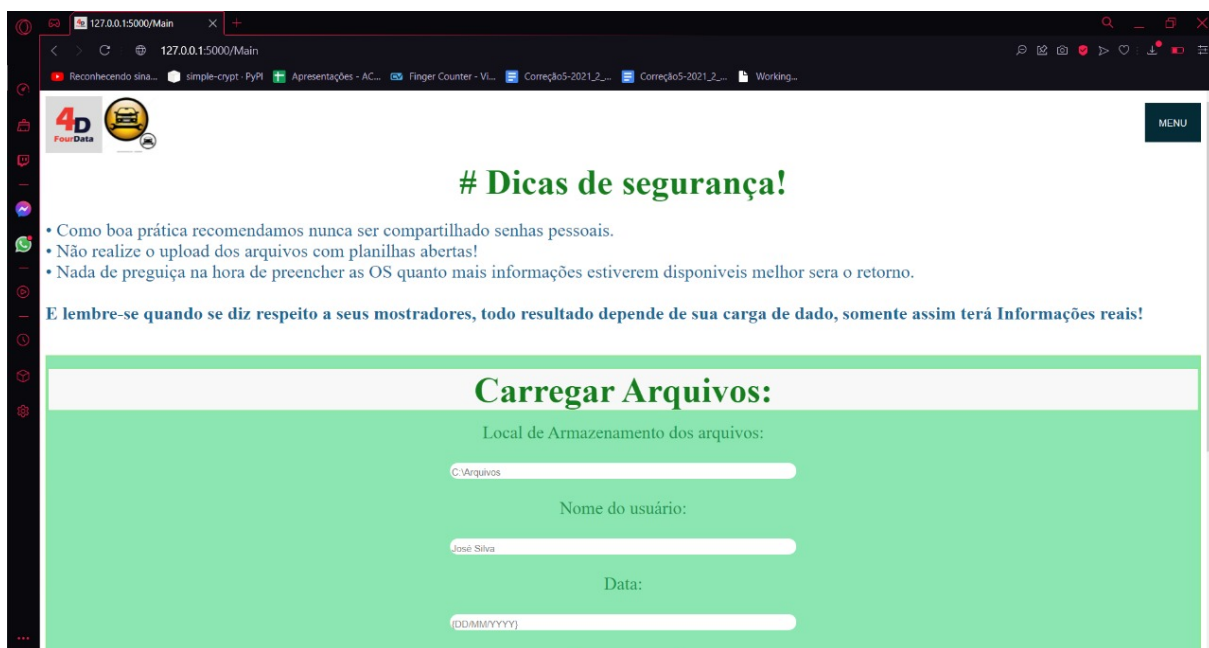 127.0.0.1:5000/Main
127.0.0.1:5000/Main
Reconhecendo sina... simple-crypt · PyPI Apresentações - AC... Finger Counter - Vi... Correção5-2021_2_... Correção5-2021_2_... Working...
4D
FourData
MENU
# Dicas de segurança!
• Como boa prática recomendamos nunca ser compartilhado senhas pessoais.
• Não realize o upload dos arquivos com planilhas abertas!
• Nada de preguiça na hora de preencher as OS quanto mais informações estiverem disponiveis melhor sera o retorno.
E lembre-se quando se diz respeito a seus mostradores, todo resultado depende de sua carga de dado, somente assim terá Informações reais!
Carregar Arquivos:
Local de Armazenamento dos arquivos:
C:\Arquivos
Nome do usuário:
José Silva
Data:
(DD/MM/YYYY)